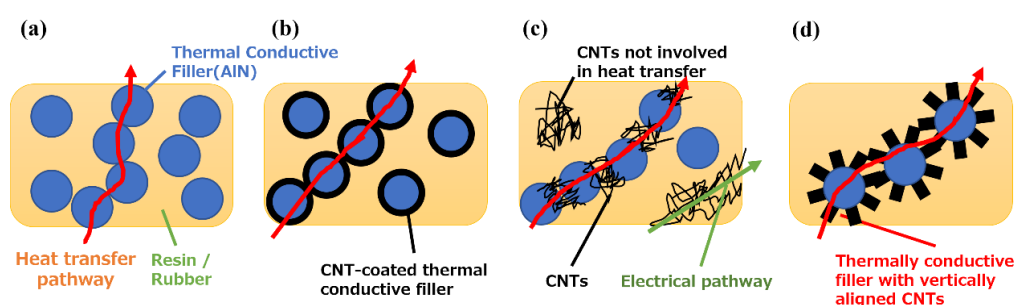 (a)
Thermal Conductive
Filler(AlN)
Heat transfer
pathway
Resin /
Rubber
(b)
CNT-coated thermal
conductive filler
(c)
CNTs not involved
in heat transfer
CNTs
Electrical pathway
(d)
Thermally conductive
filler with vertically
aligned CNTs